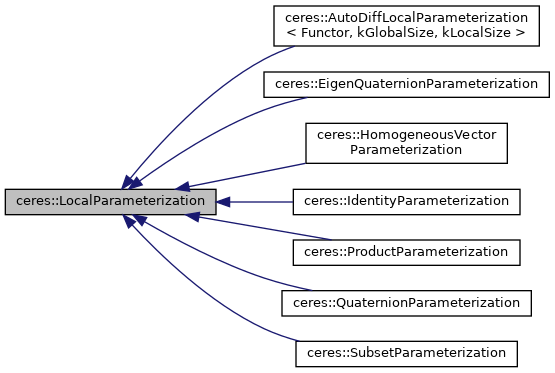 ceres::AutoDiffLocalParameterization
< Functor, kGlobalSize, kLocalSize >
ceres::EigenQuaternionParameterization
ceres::HomogeneousVector
Parameterization
ceres::LocalParameterization
ceres::IdentityParameterization
ceres::ProductParameterization
ceres::QuaternionParameterization
ceres::SubsetParameterization